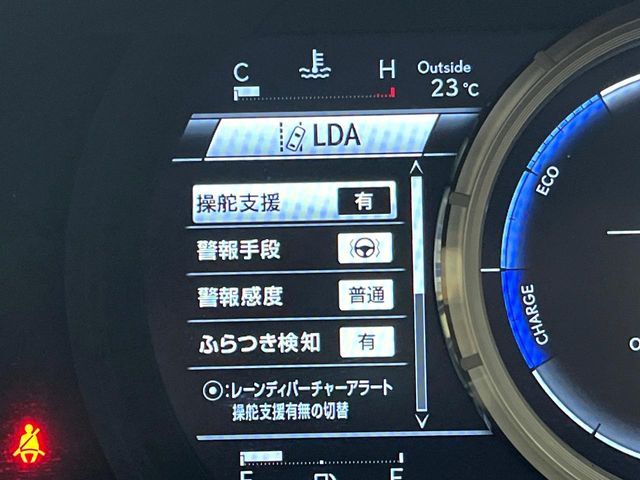 C H
Outside
23℃
LDA
操舵支援 有
警報手段
警報感度 普通
ふらつき検知 有
:レーンディパーチャーアラート
操舵支援有無の切替
ECO
CHARGE